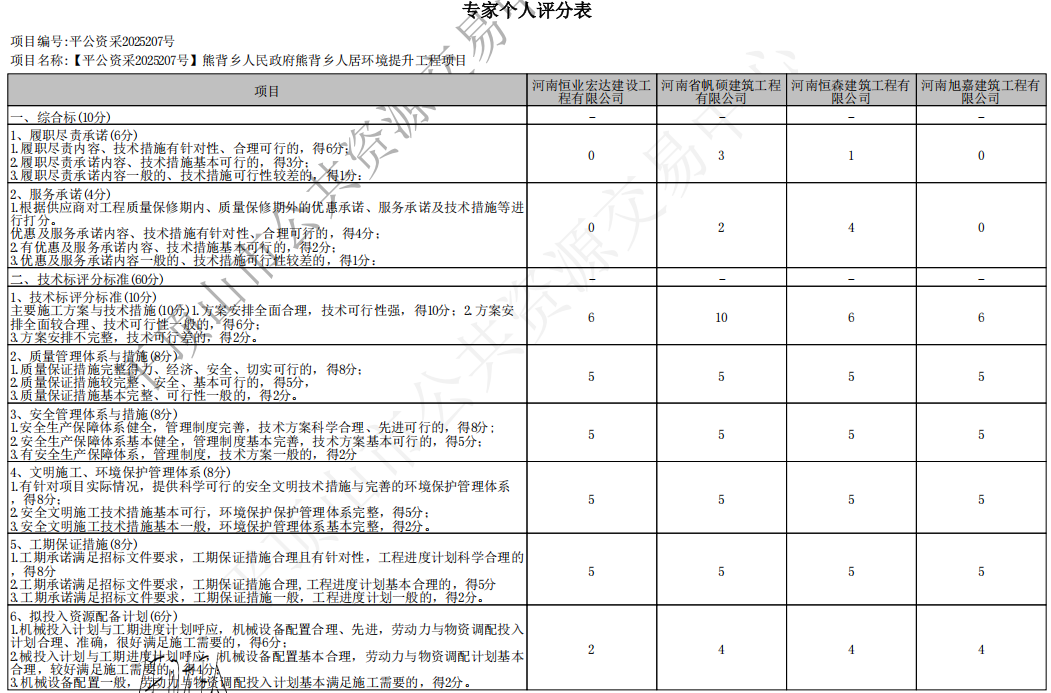 专家个人评分表
项目编号:平公资采2025207号
项目名称:【平公资采2025207号】熊背乡人民政府熊背乡人居环境提升工程项目
项目 河南恒业宏达建设工程有限公司 河南省帆硕建筑工程有限公司 河南恒森建筑工程有限公司 河南旭嘉建筑工程有限公司
一、综合标(10分) - - - -
1、履职尽责承诺(6分)
1.履职尽责内容、技术措施有针对性、合理可行的，得6分；
2.履职尽责承诺内容、技术措施基本可行的，得3分；
3.履职尽责承诺内容一般的、技术措施可行性较差的，得1分；
0 3 1 0
2、服务承诺(4分)
1.根据供应商对工程质量保修期内、质量保修期外的优惠承诺、服务承诺及技术措施等进
行打分。
优惠及服务承诺内容、技术措施有针对性、合理可行的，得4分；
2.有优惠及服务承诺内容、技术措施基本可行的，得2分；
3.优惠及服务承诺内容一般的、技术措施可行性较差的，得1分；
0 2 4 0
二、技术标评分标准(60分) - - - -
1、技术标评分标准(10分)
主要施工方案与技术措施(10分)1.方案安排全面合理，技术可行性强，得10分；2.方案安
排全面较合理、技术可行性一般的，得6分；
3.方案安排不完整，技术可行差的，得2分。
6 10 6 6
2、质量管理体系与措施(8分)
1.质量保证措施完整得力、经济、安全、切实可行的，得8分；
2.质量保证措施较完整、安全、基本可行的，得5分，
3.质量保证措施基本完整、可行性一般的，得2分。
5 5 5 5
3、安全管理体系与措施(8分)
1.安全生产保障体系健全，管理制度完善，技术方案科学合理、先进可行的，得8分；
2.安全生产保障体系基本健全，管理制度基本完善，技术方案基本可行的，得5分；
3.有安全生产保障体系，管理制度，技术方案一般的，得2分
5 5 5 5
4、文明施工、环境保护管理体系(8分)
1.有针对项目实际情况，提供科学可行的安全文明技术措施与完善的环境保护管理体系
，得8分；
2.安全文明施工技术措施基本可行，环境保护保护管理体系完整，得5分；
3.安全文明施工技术措施基本一般，环境保护管理体系基本完整，得2分。
5 5 5 5
5、工期保证措施(8分)
1.工期承诺满足招标文件要求，工期保证措施合理且有针对性，工程进度计划科学合理的
，得8分
2.工期承诺满足招标文件要求，工期保证措施合理,工程进度计划基本合理的，得5分
3.工期承诺满足招标文件要求，工期保证措施一般，工程进度计划一般的，得2分。
5 5 5 5
6、拟投入资源配备计划(6分)
1.机械投入计划与工期进度计划呼应，机械设备配置合理、先进，劳动力与物资调配投入
计划合理、准确，很好满足施工需要的，得6分；
2.械投入计划与工期进度计划呼应，机械设备配置基本合理，劳动力与物资调配计划基本
合理，较好满足施工需要的，得4分；
3.机械设备配置一般，劳动力与物资调配投入计划基本满足施工需要的，得2分。
2 4 4 4
平顶山市公共资源交易中心
平顶山市公共资源交易中心